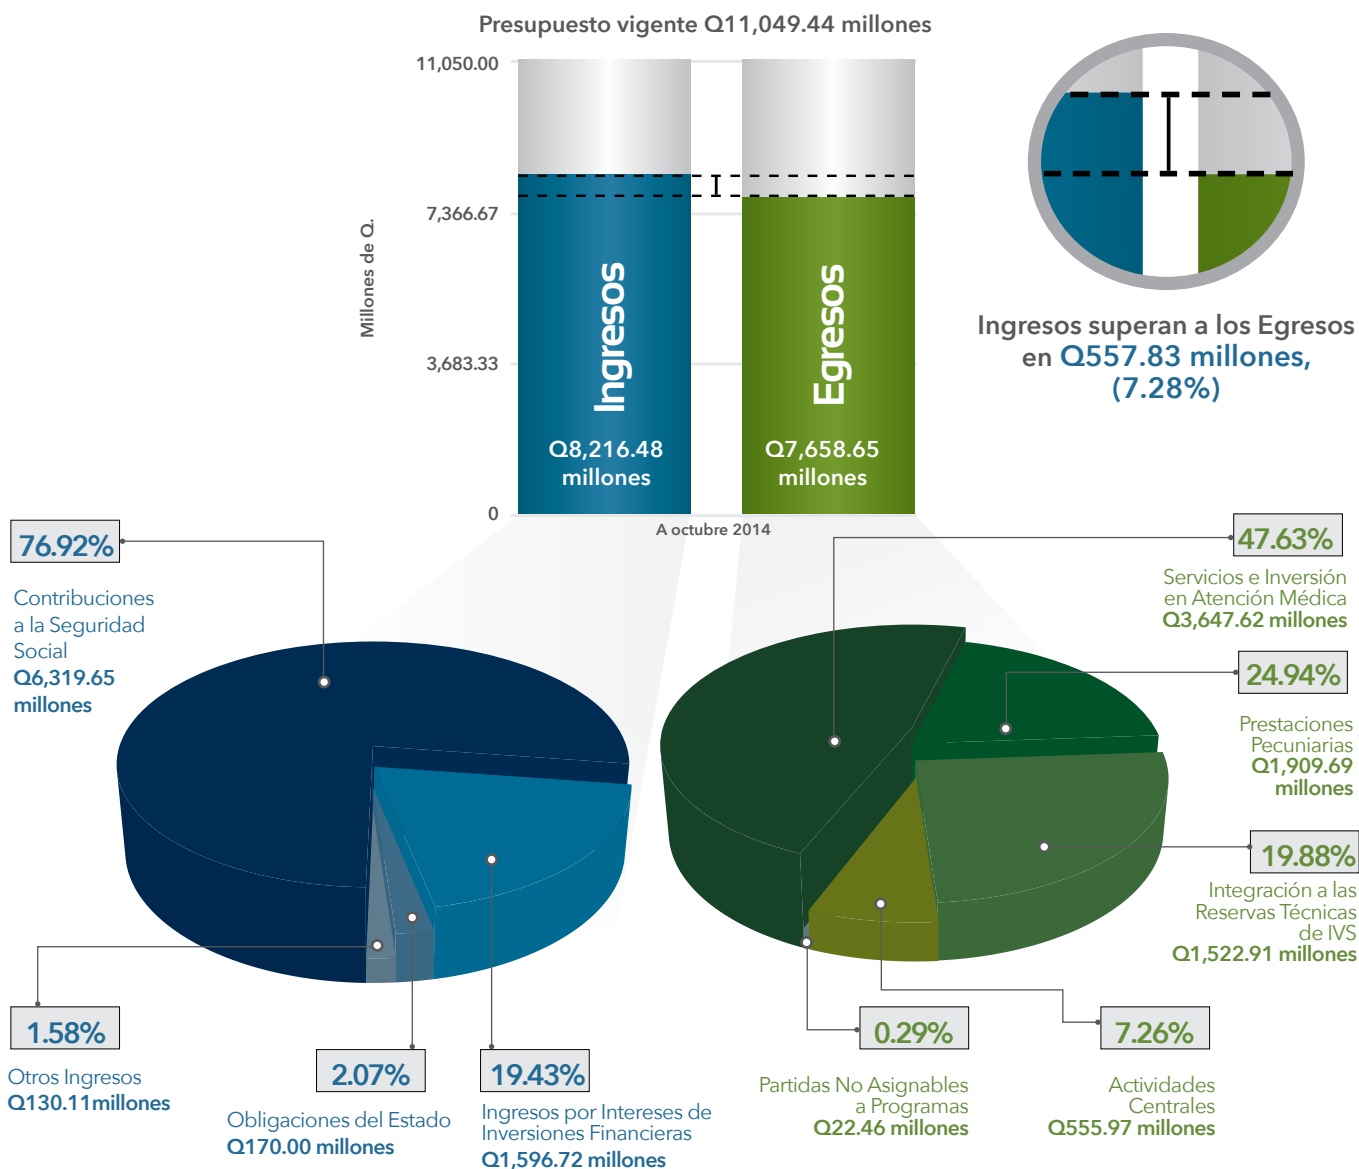 Presupuesto vigente Q11,049.44 millones
11,050.00
7,366.67
3,683.33
0
Millones de Q.
Ingresos
Q8,216.48
millones
Egresos
Q7,658.65
millones
A octubre 2014
Ingresos superan a los Egresos
en Q557.83 millones,
(7.28%)
76.92%
Contribuciones
a la Seguridad
Social
Q6,319.65
millones
1.58%
Otros Ingresos
Q130.11millones
2.07%
Obligaciones del Estado
Q170.00 millones
19.43%
Ingresos por Intereses de
Inversiones Financieras
Q1,596.72 millones
47.63%
Servicios e Inversión
en Atención Médica
Q3,647.62 millones
24.94%
Prestaciones
Pecuniarias
Q1,909.69
millones
19.88%
Integración a las
Reservas Técnicas
de IVS
Q1,522.91 millones
0.29%
Partidas No Asignables
a Programas
Q22.46 millones
7.26%
Actividades
Centrales
Q555.97 millones